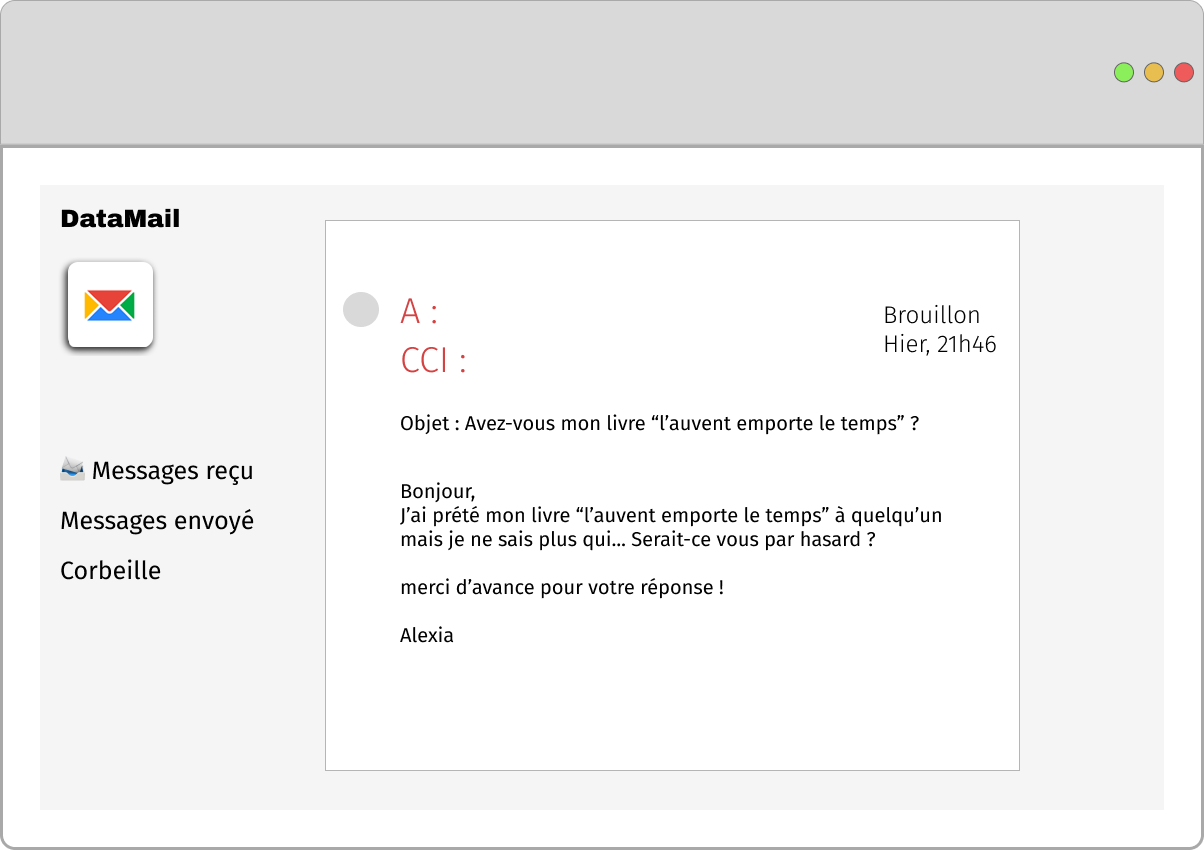 DataMail
A :
CCI :
Brouillon
Hier, 21h46
Objet : Avez-vous mon livre “l’auvent emporte le temps” ?
Messages reçu
Messages envoyé
Corbeille
Bonjour,
J’ai prété mon livre “l’auvent emporte le temps” à quelqu’un
mais je ne sais plus qui... Serait-ce vous par hasard ?
merci d’avance pour votre réponse !
Alexia